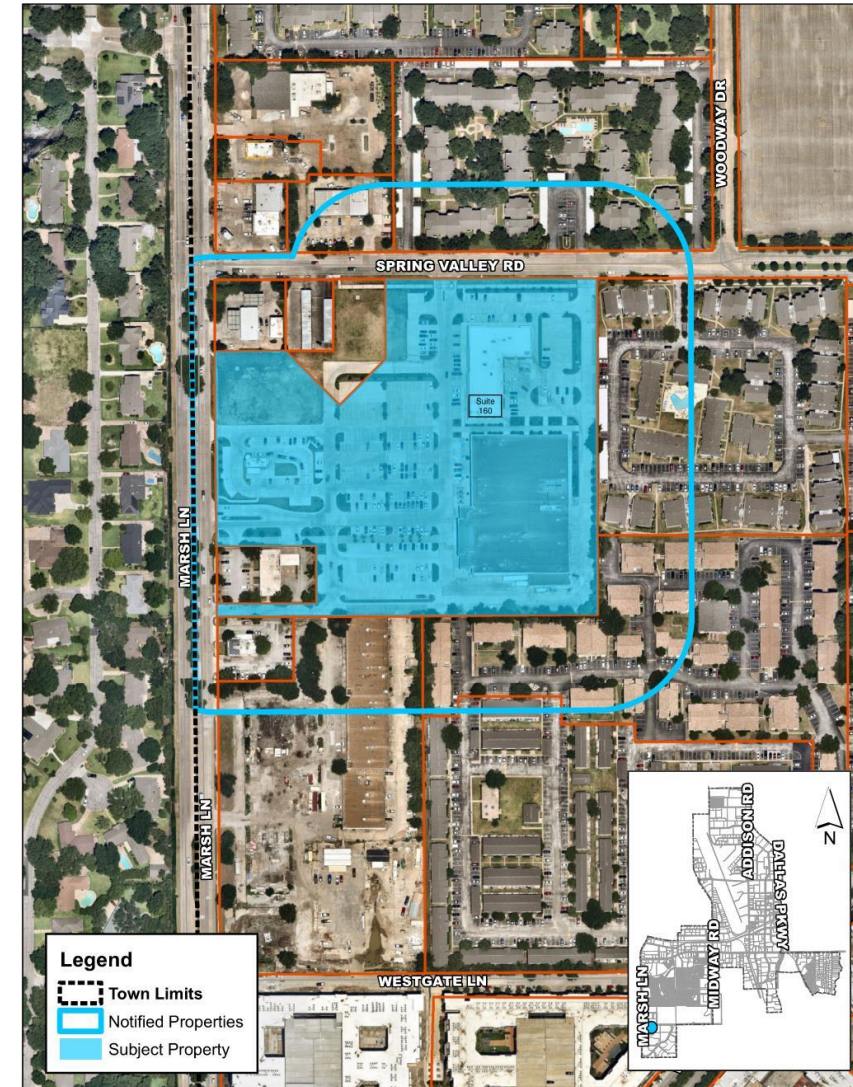 WOODWAY DR
SPRING VALLEY RD
Suite
160
MARSH LN
MARSH LN
WESTGATE LN
Legend
Town Limits
Notified Properties
Subject Property
ADDISON RD
DALLAS PKWY
MIDWAY RD
MARSH LN
N